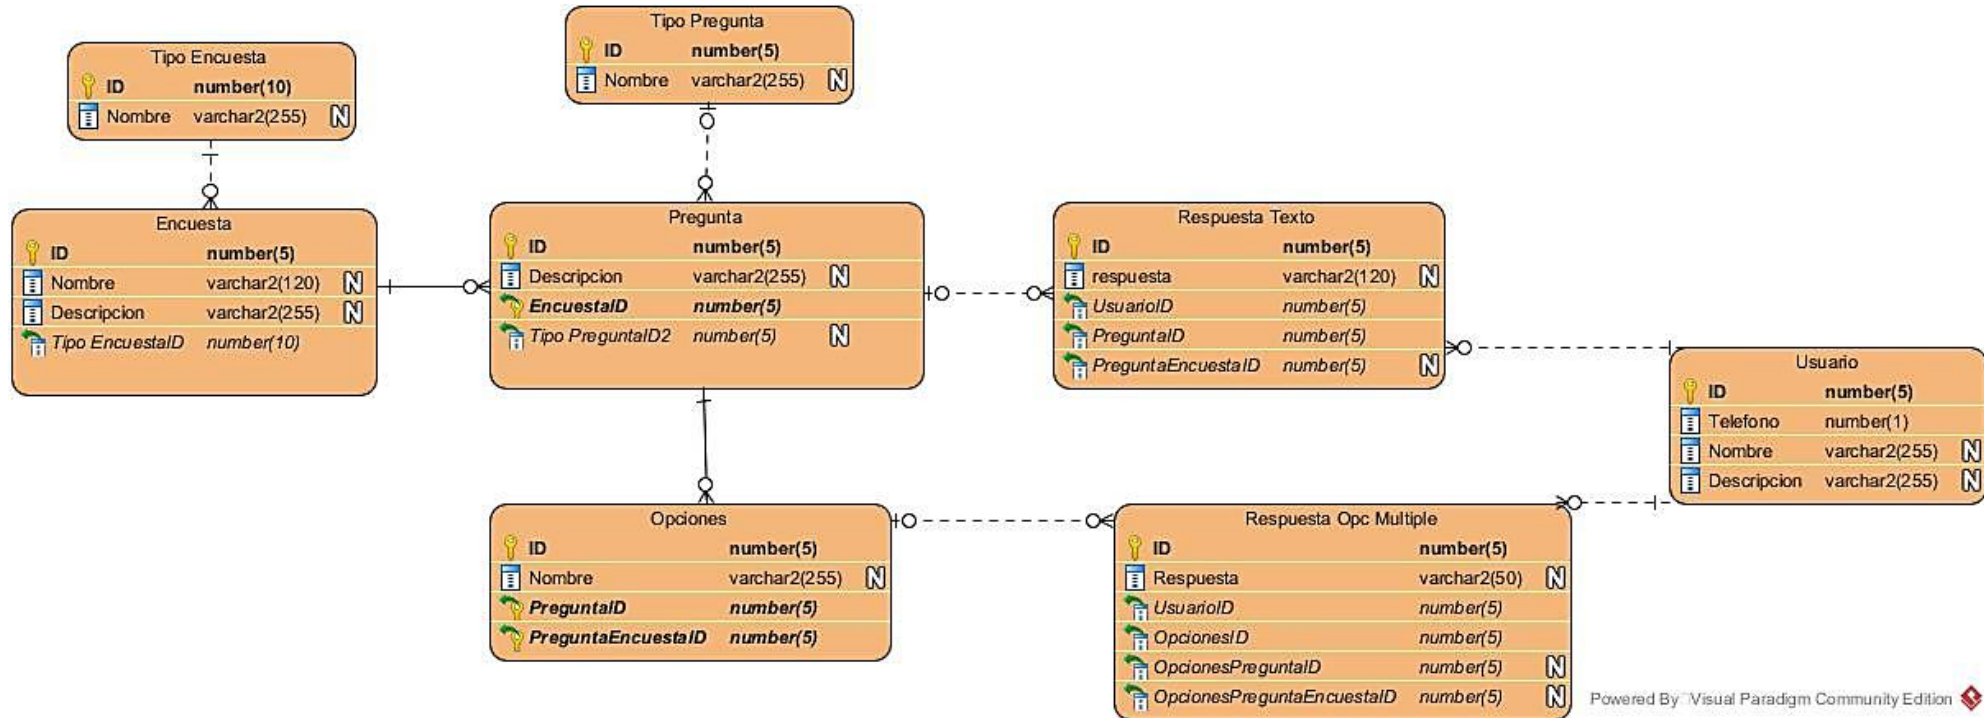 Tipo Pregunta
ID number(5)
Nombre varchar2(255) N
Tipo Encuesta
ID number(10)
Nombre varchar2(255) N
Encuesta
ID number(5)
Nombre varchar2(120) N
Descripcion varchar2(255) N
Tipo EncuestaID number(10)
Pregunta
ID number(5)
Descripcion varchar2(255) N
EncuestaID number(5)
Tipo PreguntaID2 number(5) N
Respuesta Texto
ID number(5)
respuesta varchar2(120) N
UsuarioID number(5)
PreguntaID number(5)
PreguntaEncuestaID number(5) N
Usuario
ID number(5)
Telefono number(1)
Nombre varchar2(255) N
Descripcion varchar2(255) N
Opciones
ID number(5)
Nombre varchar2(255) N
PreguntaID number(5)
PreguntaEncuestaID number(5)
Respuesta Opc Multiple
ID number(5)
Respuesta varchar2(50) N
UsuarioID number(5)
OpcionesID number(5)
OpcionesPreguntaID number(5) N
OpcionesPreguntaEncuestaID number(5) N
Powered By Visual Paradigm Community Edition